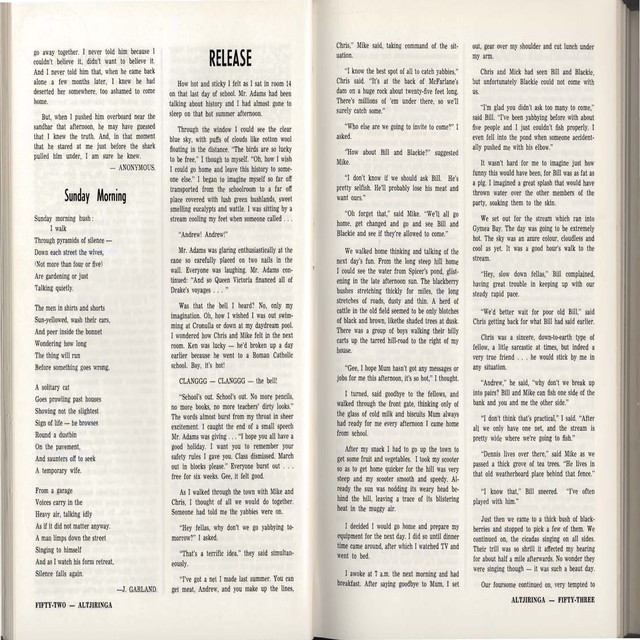 go away together. I never told him because I
couldn't believe it, didn't want to believe it.
And I never told him that, when he came back
alone a few months later, I knew he had
deserted her somewhere, too ashamed to come
home.
But, when I pushed him overboard near the
sandbar that afternoon, he may have guessed
that I knew the truth. And, in that moment
that he stared at me just before the shark
pulled him under, I am sure he knew.
— ANONYMOUS.
Sunday Morning
Sunday morning hush:
I walk
Through pyramids of silence —
Down each street the wives,
(Not more than four or five)
Are gardening or just
Talking quietly.
The men in shirts and shorts
Sun-yellowed, wash their cars,
And peer inside the bonnet
Wondering how long
The thing will run
Before something goes wrong.
A solitary cat
Goes prowling past houses
Showing not the slightest
Sign of life — he browses
Round a dustbin
On the pavement,
And saunters off to seek
A temporary wife.
From a garage
Voices carry in the
Heavy air, talking idly
As if it did not matter anyway.
A man limps down the street
Singing to himself
And as I watch his form retreat,
Silence falls again.
—J. GARLAND.
FIFTY-TWO — ALTJIRINGA
RELEASE
How hot and sticky I felt as I sat in room 14
on that last day of school. Mr. Adams had been
talking about history and I had almost gone to
sleep on that hot summer afternoon.
Through the window I could see the clear
blue sky, with puffs of clouds like cotton wool
floating in the distance. "The birds are so lucky
to be free," I though to myself. "Oh, how I wish
I could go home and leave this history to some-
one else." I began to imagine myself so far off
transported from the schoolroom to a far off
place covered with lush green bushlands, sweet
smelling eucalypts and wattle. I was sitting by a
stream cooling my feet when someone called . . .
"Andrew! Andrew!"
Mr. Adams was glaring enthusiastically at the
cane so carefully placed on two nails in the
wall. Everyone was laughing. Mr. Adams con-
tinued: "And so Queen Victoria financed all of
Drake's voyages . . . "
Was that the bell I heard? No, only my
imagination. Oh, how I wished I was out swim-
ming at Cronulla or down at my daydream pool.
I wondered how Chris and Mike felt in the next
room. Ken was lucky — he'd broken up a day
earlier because he went to a Roman Catholic
school. Boy, it's hot!
CLANGGG — CLANGGG — the bell!
"School's out. School's out. No more pencils,
no more books, no more teachers' dirty looks."
The words almost burst from my throat in sheer
excitement. I caught the end of a small speech
Mr. Adams was giving . . . "I hope you all have a
good holiday. I want you to remember your
safety rules I gave you. Class dismissed. March
out in blocks please." Everyone burst out . . .
free for six weeks. Gee, it felt good.
As I walked through the town with Mike and
Chris, I thought of all we would do together.
Someone had told me the yabbies were on.
"Hey fellas, why don't we go yabbying to-
morrow?" I asked.
"That's a terrific idea." they said simultan-
eously.
"I've got a net I made last summer. You can
get meat, Andrew, and you make up the lines,
Chris," Mike said, taking command of the sit-
uation.
"I know the best spot of all to catch yabbies,"
Chris said. "It's at the back of McFarlane's
dam on a huge rock about twenty-five feet long.
There's millions of 'em under there, so we'll
surely catch some."
"Who else are we going to invite to come?" I
asked.
"How about Bill and Blackie?" suggested
Mike.
"I don't know if we should ask Bill. He's
pretty selfish. He'll probably lose his meat and
want ours."
"Oh forget that," said Mike. "We'll all go
home, get changed and go and see Bill and
Blackie and see if they're allowed to come."
We walked home thinking and talking of the
next day's fun. From the long steep hill home
I could see the water from Spicer's pond, glist-
ening in the late afternoon sun. The blackberry
bushes stretching thickly for miles, the long
stretches of roads, dusty and thin. A herd of
cattle in the old field seemed to be only blotches
of black and brown, likethe shaded trees at dusk.
There was a group of boys walking their billy
carts up the tarred hill-road to the right of my
house.
"Gee, I hope Mum hasn't got any messages or
jobs for me this afternoon, it's so hot," I thought.
I turned, said goodbye to the fellows, and
walked through the front gate, thinking only of
the glass of cold milk and biscuits Mum always
had ready for me every afternoon I came home
from school.
After my snack I had to go up the town to
get some fruit and vegetables. I took my scooter
so as to get home quicker for the hill was very
steep and my scooter smooth and speedy. Al-
ready the sun was nodding its weary head be-
hind the hill, leaving a trace of its blistering
heat in the muggy air.
I decided I would go home and prepare my
equipment for the next day. I did so until dinner
time came around, after which I watched TV and
went to bed.
I awoke at 7 a.m. the next morning and had
breakfast. After saying goodbye to Mum, I set
out, gear over my shoulder and cut lunch under
my arm.
Chris and Mick had seen Bill and Blackie,
but unfortunately Blackie could not come with
us.
"I'm glad you didn't ask too many to come,"
said Bill. "I've been yabbying before with about
five people and I just couldn't fish properly. I
even fell into the pond when someone accident-
ally pushed me with his elbow."
It wasn't hard for me to imagine just how
funny this would have been, for Bill was as fat as
a pig. I imagined a great splash that would have
thrown water over the other members of the
party, soaking them to the skin.
We set out for the stream which ran into
Gymea Bay. The day was going to be extremely
hot. The sky was an azure colour, cloudless and
cool as yet. It was a good hour's walk to the
stream.
"Hey, slow down fellas," Bill complained,
having great trouble in keeping up with our
steady rapid pace.
"We'd better wait for poor old Bill," said
Chris getting back for what Bill had said earlier.
Chris was a sincere, down-to-earth type of
fellow, a little sarcastic at times, but indeed a
very true friend . . . he would stick by me in
any situation.
"Andrew," he said, "why don't we break up
into pairs? Bill and Mike can fish one side of the
bank and you and me the other side."
"I don't think that's practical," I said. "After
all, we only have one net, and the stream is
pretty wide where we're going to fish."
"Dennis lives over there," said Mike as we
passed a thick grove of tea trees. "He lives in
that old weatherboard place behind that fence."
"I know that," Bill sneered. "I've often
played with him."
Just then we came to a thick bush of black-
berries and stopped to pick a few of them. We
continued on, the cicadas singing on all sides.
Their trill was so shrill it affected my hearing
for about half a mile afterwards. No wonder they
were singing though — it was such a beaut day.
Our foursome continued on, very tempted to
ALTJIRINGA — FIFTY-THREE